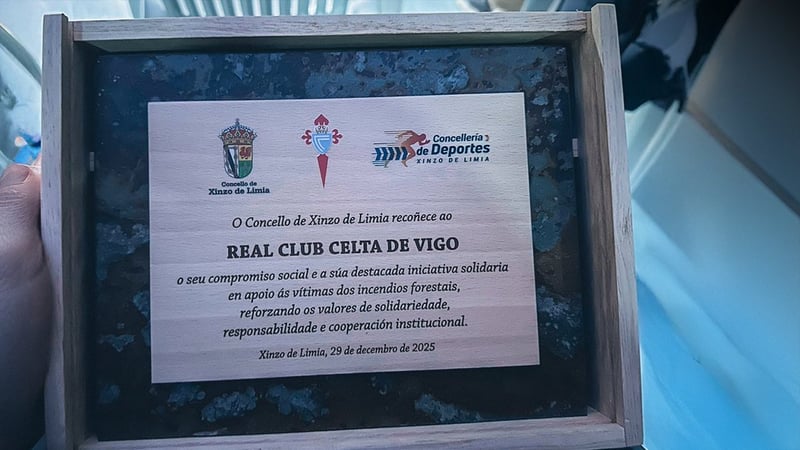 Concello de
Xinzo de Limia
Concellería
de Deportes
XINZO DE LIMIA
O Concello de Xinzo de Limia recoñece ao
REAL CLUB CELTA DE VIGO
o seu compromiso social e a súa destacada iniciativa solidaria
en apoio ás vítimas dos incendios forestais,
reforzando os valores de solidariedade,
responsabilidade e cooperación institucional.
Xinzo de Limia, 29 de decembro de 2025